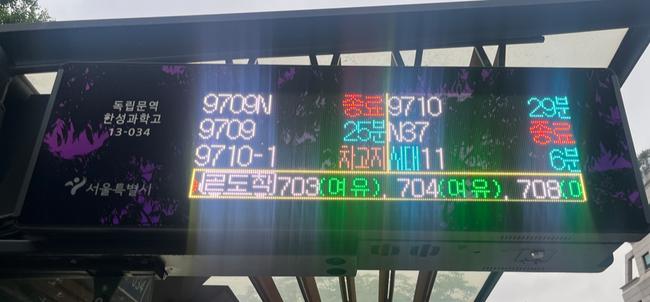 독립문역
한성과학고
13-034
서울특별시
9709N 종료 9710 29분
9709 25분 N37 종료
9710-1 차고지 서대11 6분
곧도착 703(여유), 704(여유), 708(